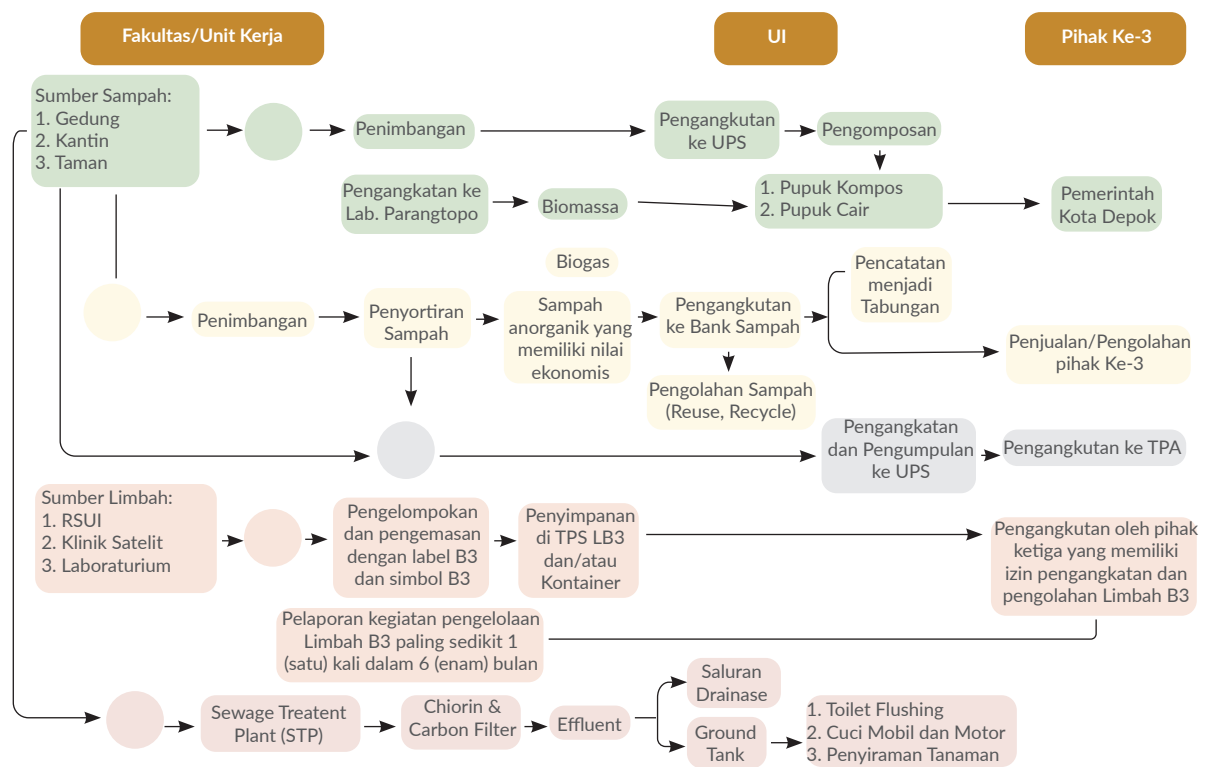 Fakultas/Unit Kerja
UI
Pihak Ke-3
Sumber Sampah:
1. Gedung
2. Kantin
3. Taman
Penimbangan
Pengangkutan
ke UPS
Pengomposan
Pengangkatan ke
Lab. Parangtopo
Biomassa
1. Pupuk Kompos
2. Pupuk Cair
Pemerintah
Kota Depok
Biogas
Penimbangan
Penyortiran
Sampah
Sampah
anorganik yang
memiliki nilai
ekonomis
Pengangkutan
ke Bank Sampah
Pencatatan
menjadi
Tabungan
Penjualan/Pengolahan
pihak Ke-3
Pengolahan Sampah
(Reuse, Recycle)
Pengangkatan
dan Pengumpulan
ke UPS
Pengangkutan ke TPA
Sumber Limbah:
1. RSUI
2. Klinik Satelit
3. Laboraturium
Pengelompokan
dan pengemasan
dengan label B3
dan simbol B3
Penyimpanan
di TPS LB3
dan/atau
Kontainer
Pengangkutan oleh pihak
ketiga yang memiliki
izin pengangkatan dan
pengolahan Limbah B3
Pelaporan kegiatan pengelolaan
Limbah B3 paling sedikit 1
(satu) kali dalam 6 (enam) bulan
Sewage Treatent
Plant (STP)
Chiorin &
Carbon Filter
Effluent
Saluran
Drainase
Ground
Tank
1. Toilet Flushing
2. Cuci Mobil dan Motor
3. Penyiraman Tanaman